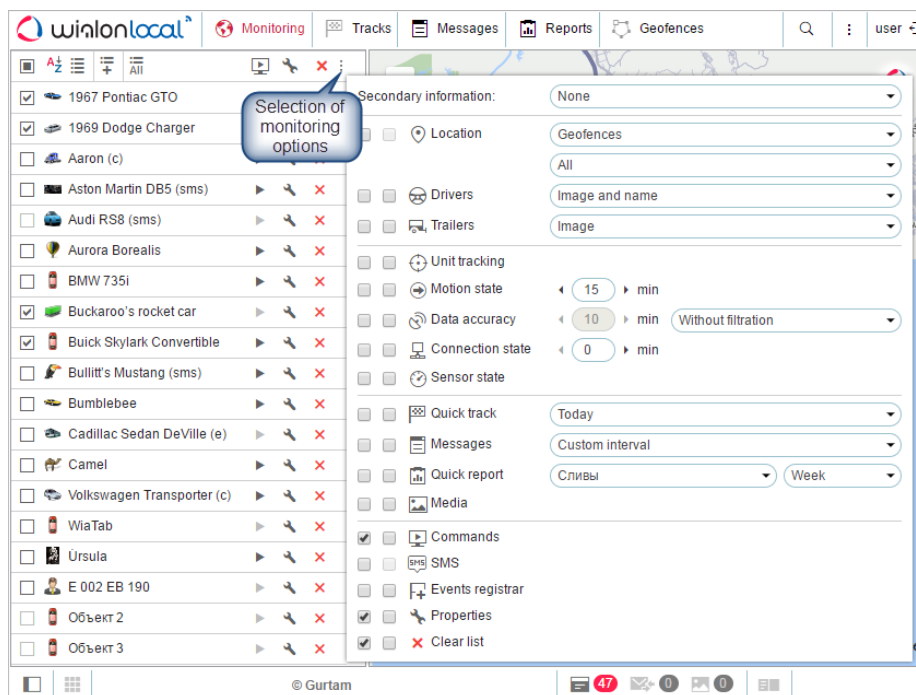 wialonlocal Monitoring Tracks Messages Reports Geofences user
A Z All
Selection of monitoring options
1967 Pontiac GTO
1969 Dodge Charger
Aaron (c)
Aston Martin DB5 (sms)
Audi RS8 (sms)
Aurora Borealis
BMW 735i
Buckaroo's rocket car
Buick Skylark Convertible
Bullitt's Mustang (sms)
Bumblebee
Cadillac Sedan DeVille (e)
Camel
Volkswagen Transporter (c)
WiaTab
Ursula
E 002 EB 190
Объект 2
Объект 3
Secondary information: None
Location Geofences
All
Drivers Image and name
Trailers Image
Unit tracking
Motion state 15 min
Data accuracy 10 min Without filtration
Connection state 0 min
Sensor state
Quick track Today
Messages Custom interval
Quick report Сливы Week
Media
Commands
SMS SMS
Events registrar
Properties
Clear list
© Gurtam 47 0 0